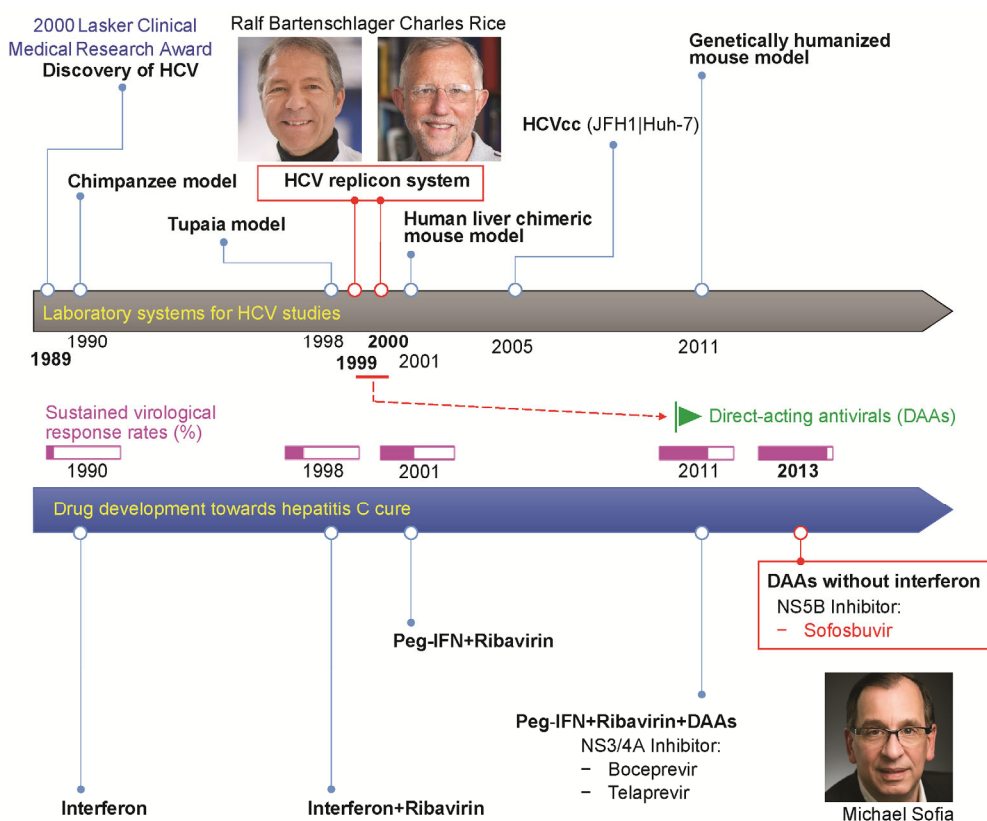 2000 Lasker Clinical
Medical Research Award
Discovery of HCV
Ralf Bartenschlager Charles Rice
Genetically humanized
mouse model
HCVcc (JFH1|Huh-7)
Chimpanzee model
HCV replicon system
Tupaia model
Human liver chimeric
mouse model
Laboratory systems for HCV studies
1989
1990
1998
1999
2000
2001
2005
2011
Direct-acting antivirals (DAAs)
Sustained virological
response rates (%)
1990
1998
2001
2011
2013
Drug development towards hepatitis C cure
DAAs without interferon
NS5B Inhibitor:
– Sofosbuvir
Peg-IFN+Ribavirin
Peg-IFN+Ribavirin+DAAs
NS3/4A Inhibitor:
– Boceprevir
– Telaprevir
Interferon
Interferon+Ribavirin
Michael Sofia